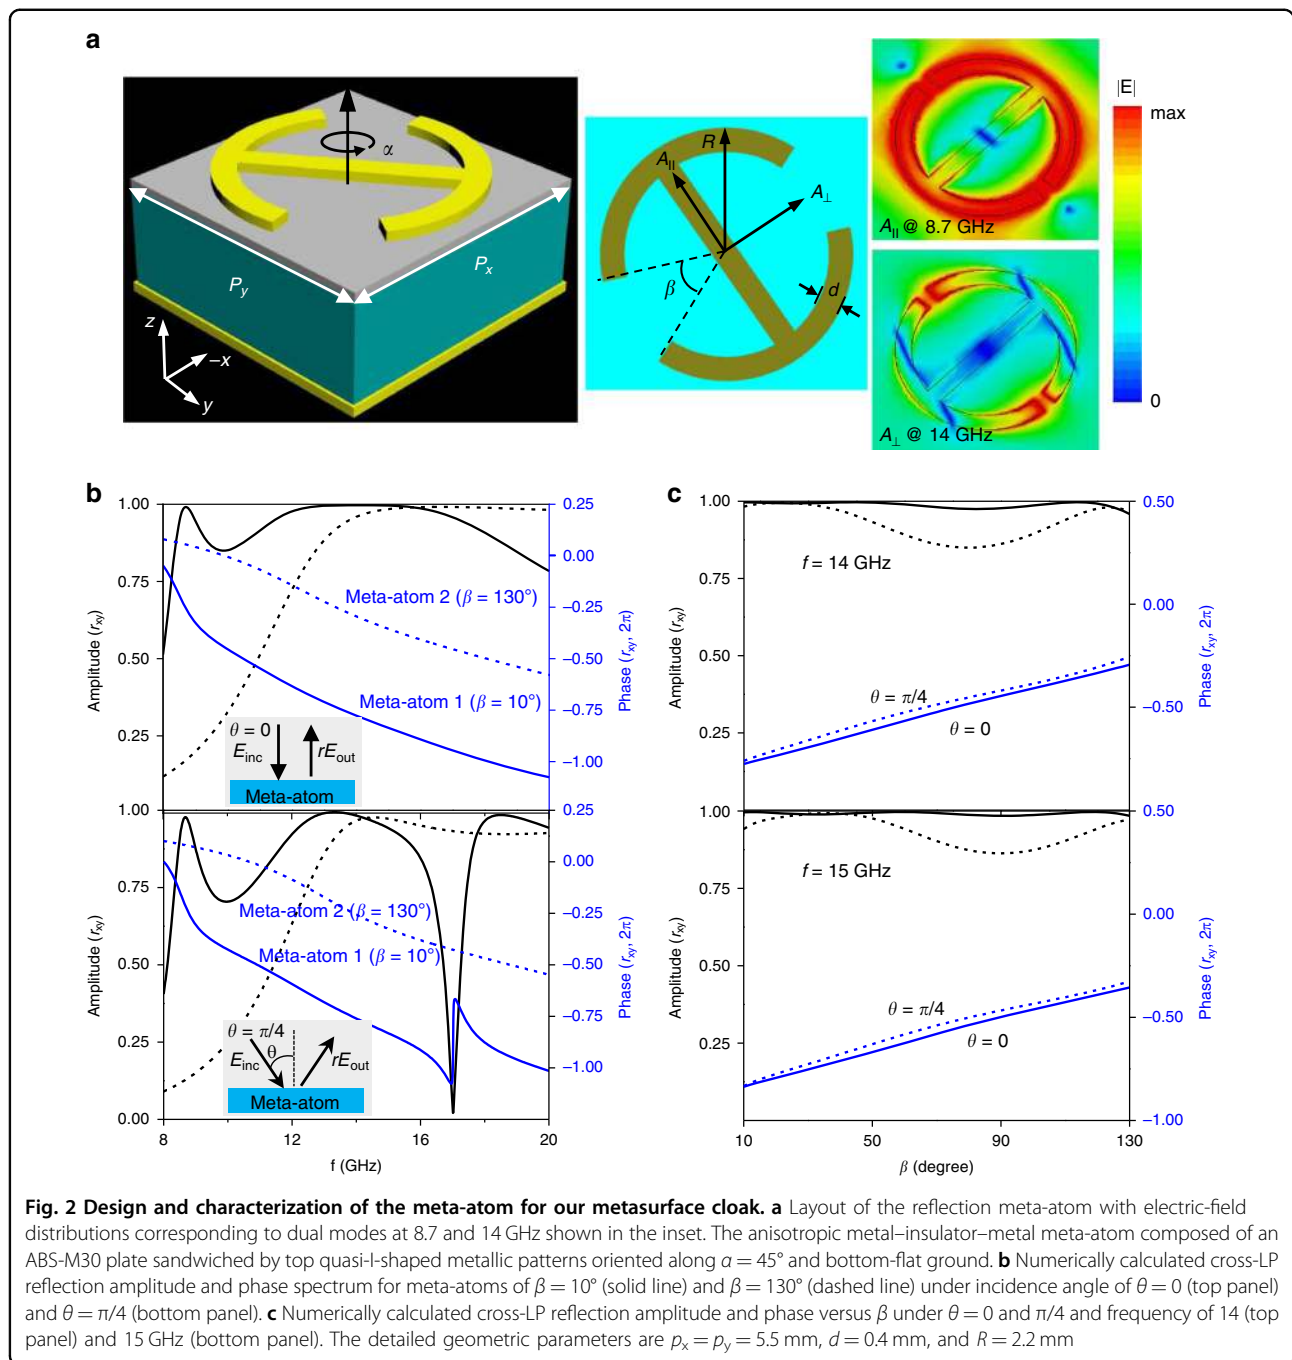 a
α
P_y
P_x
z
−x
y
R
A_||
A_⊥
β
d
A_|| @ 8.7 GHz
A_⊥ @ 14 GHz
|E|
max
0
b
1.00
0.75
0.50
0.25
1.00
0.75
0.50
0.25
0.00
Amplitude (r_xy)
Amplitude (r_xy)
0.25
0.00
−0.25
−0.50
−0.75
−1.00
0.25
0.00
−0.25
−0.50
−0.75
−1.00
Phase (r_xy, 2π)
Phase (r_xy, 2π)
Meta-atom 2 (β = 130°)
Meta-atom 1 (β = 10°)
θ = 0
E_inc
rE_out
Meta-atom
Meta-atom 2 (β = 130°)
Meta-atom 1 (β = 10°)
θ = π/4
θ
E_inc
rE_out
Meta-atom
8 12 16 20
f (GHz)
c
1.00
0.75
0.50
0.25
1.00
0.75
0.50
0.25
Amplitude (r_xy)
Amplitude (r_xy)
0.50
0.00
−0.50
0.50
0.00
−0.50
−1.00
Phase (r_xy, 2π)
Phase (r_xy, 2π)
f = 14 GHz
θ = π/4
θ = 0
f = 15 GHz
θ = π/4
θ = 0
10 50 90 130
β (degree)
Fig. 2 Design and characterization of the meta-atom for our metasurface cloak. a Layout of the reflection meta-atom with electric-field
distributions corresponding to dual modes at 8.7 and 14 GHz shown in the inset. The anisotropic metal–insulator–metal meta-atom composed of an
ABS-M30 plate sandwiched by top quasi-I-shaped metallic patterns oriented along α = 45° and bottom-flat ground. b Numerically calculated cross-LP
reflection amplitude and phase spectrum for meta-atoms of β = 10° (solid line) and β = 130° (dashed line) under incidence angle of θ = 0 (top panel)
and θ = π/4 (bottom panel). c Numerically calculated cross-LP reflection amplitude and phase versus β under θ = 0 and π/4 and frequency of 14 (top
panel) and 15 GHz (bottom panel). The detailed geometric parameters are p_x = p_y = 5.5 mm, d = 0.4 mm, and R = 2.2 mm